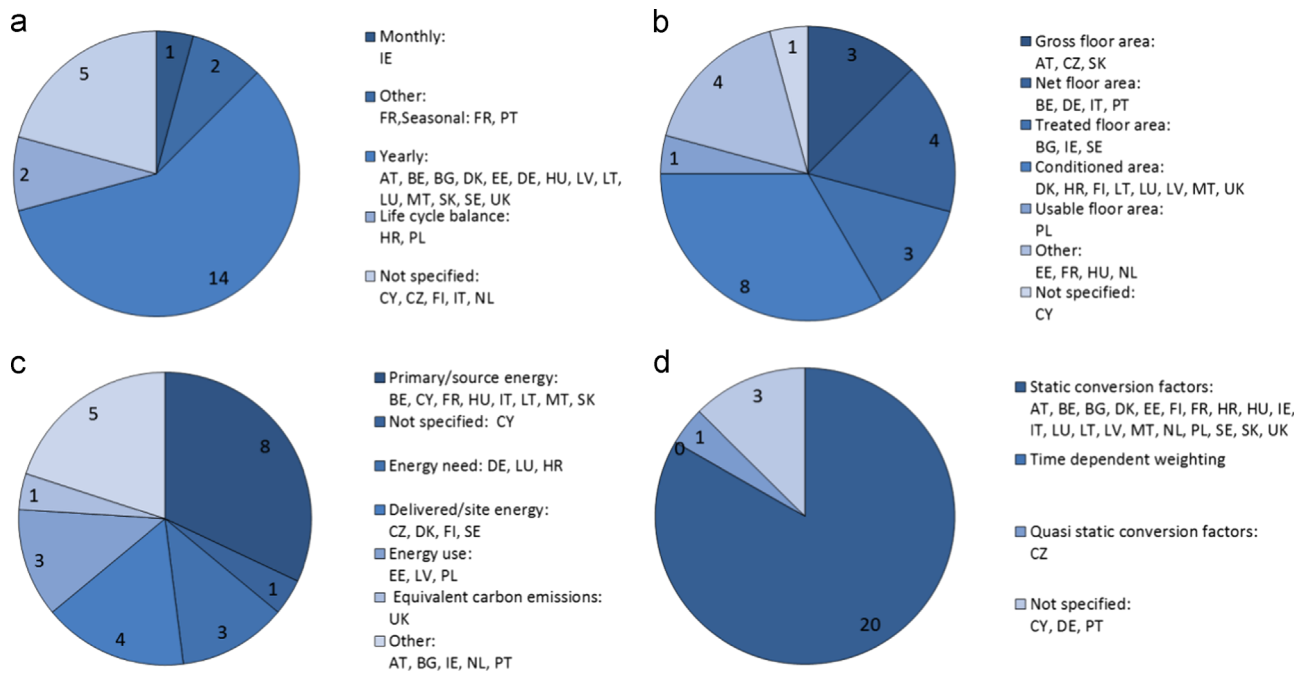 a
1
2
5
2
14
Monthly:
IE
Other:
FR,Seasonal: FR, PT
Yearly:
AT, BE, BG, DK, EE, DE, HU, LV, LT,
LU, MT, SK, SE, UK
Life cycle balance:
HR, PL
Not specified:
CY, CZ, FI, IT, NL
b
1
3
4
4
1
3
8
Gross floor area:
AT, CZ, SK
Net floor area:
BE, DE, IT, PT
Treated floor area:
BG, IE, SE
Conditioned area:
DK, HR, FI, LT, LU, LV, MT, UK
Usable floor area:
PL
Other:
EE, FR, HU, NL
Not specified:
CY
c
5
8
1
3
1
4
3
Primary/source energy:
BE, CY, FR, HU, IT, LT, MT, SK
Not specified: CY
Energy need: DE, LU, HR
Delivered/site energy:
CZ, DK, FI, SE
Energy use:
EE, LV, PL
Equivalent carbon emissions:
UK
Other:
AT, BG, IE, NL, PT
d
3
1
0
20
Static conversion factors:
AT, BE, BG, DK, EE, FI, FR, HR, HU, IE,
IT, LU, LT, LV, MT, NL, PL, SE, SK, UK
Time dependent weighting
Quasi static conversion factors:
CZ
Not specified:
CY, DE, PT